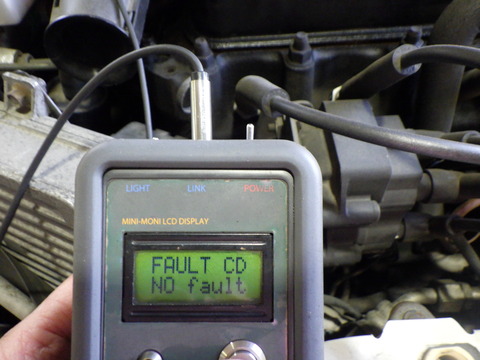 LIGHT LINK POWER
MINI-MONI LCD DISPLAY
FAULT CD
NO fault